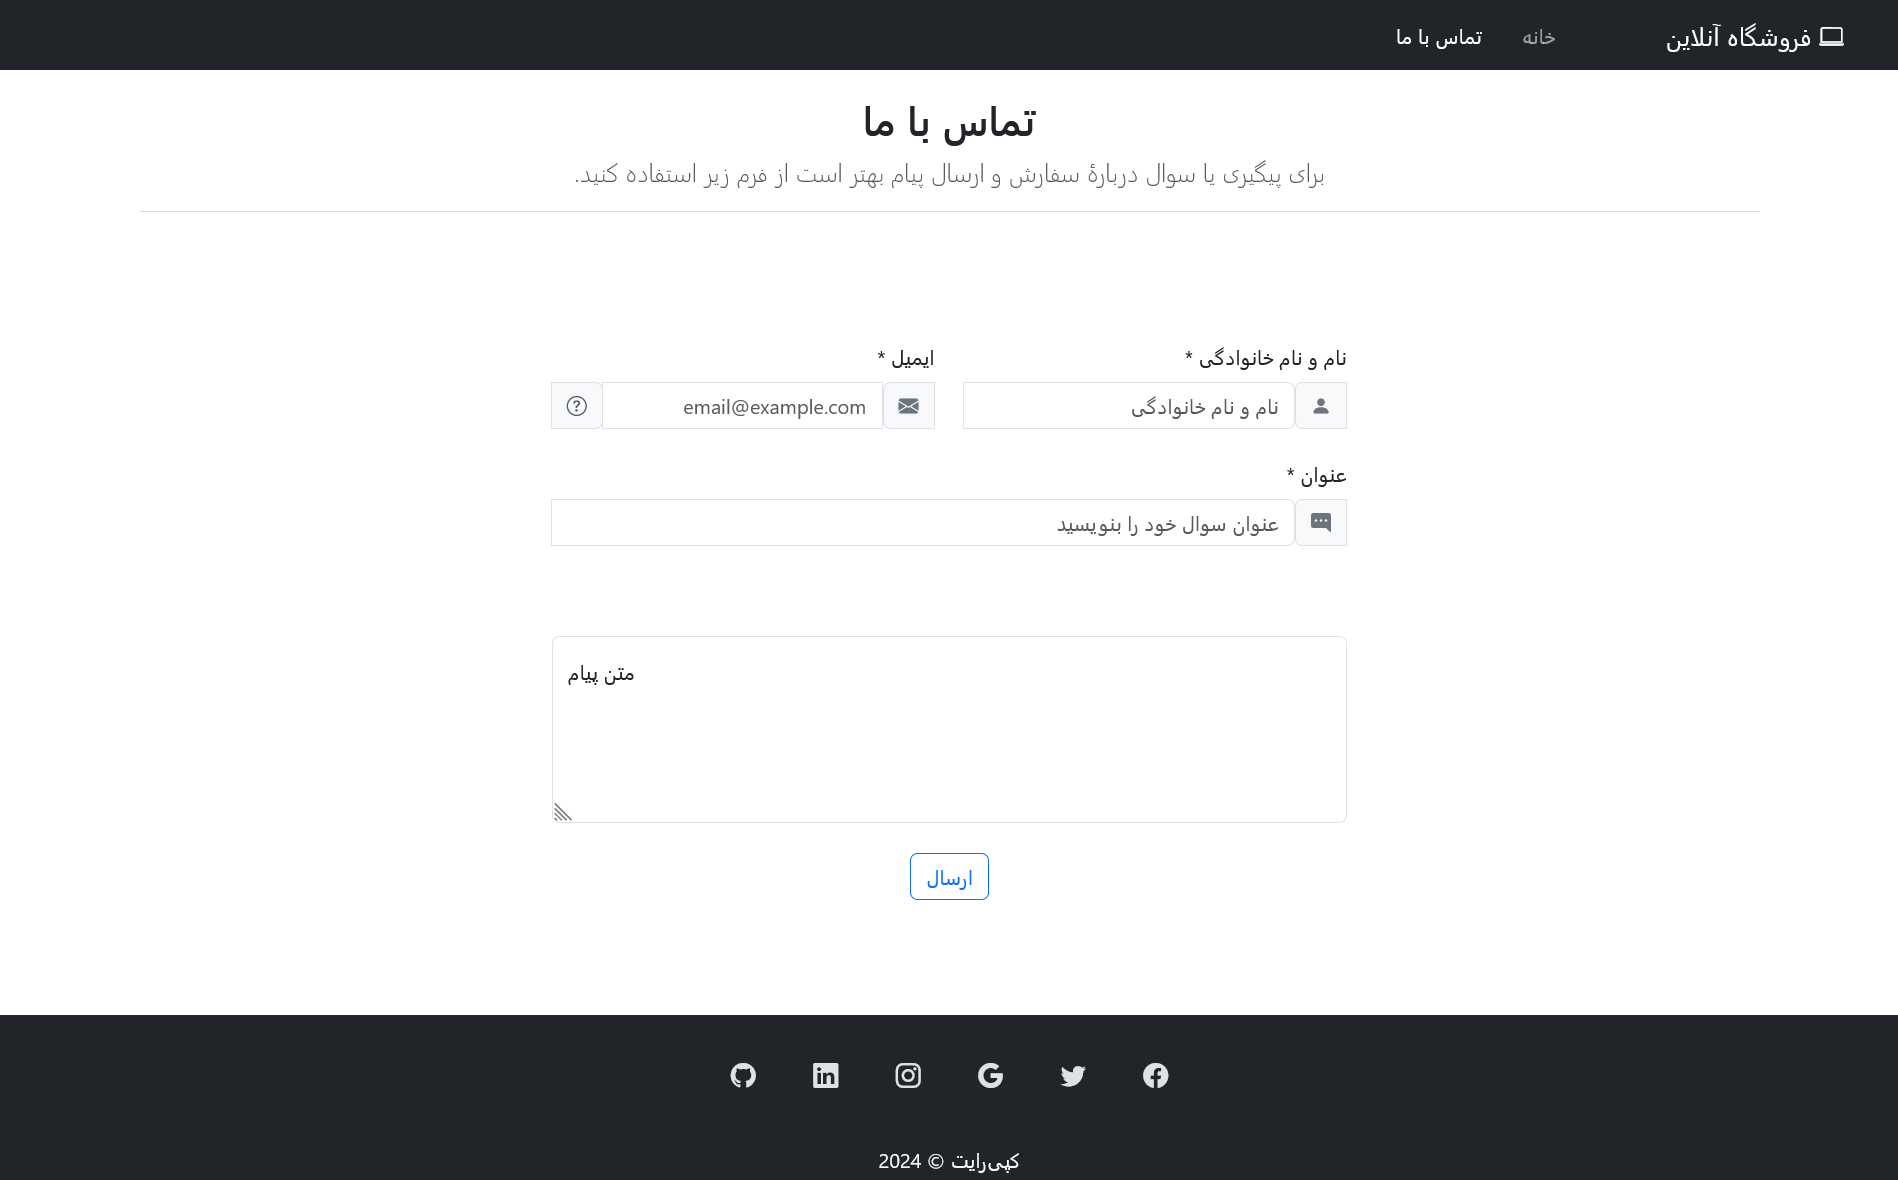 فروشگاه آنلاین
خانه
تماس با ما
تماس با ما
برای پیگیری یا سوال دربارهٔ سفارش و ارسال پیام بهتر است از فرم زیر استفاده کنید.
نام و نام خانوادگی *
نام و نام خانوادگی
ایمیل *
email@example.com
عنوان *
عنوان سوال خود را بنویسید
متن پیام
ارسال
کپی‌رایت © 2024